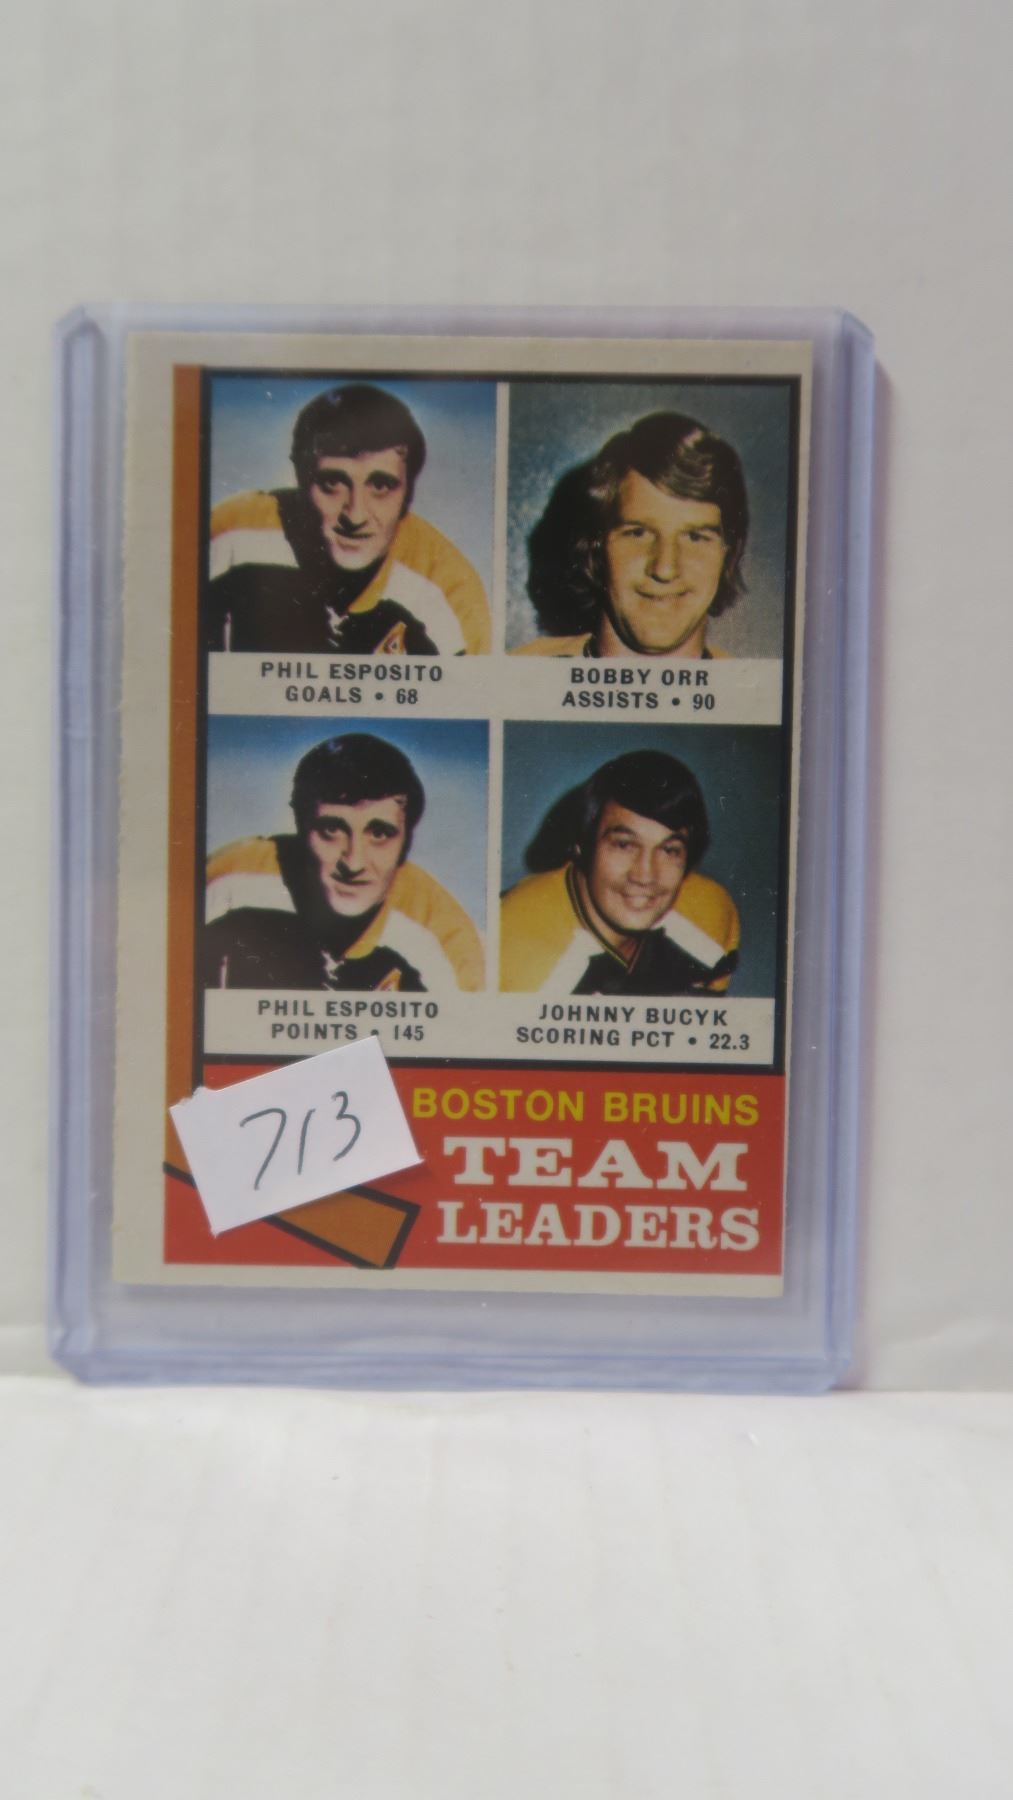 PHIL ESPOSITO
GOALS • 68
BOBBY ORR
ASSISTS • 90
PHIL ESPOSITO
POINTS • 145
JOHNNY BUCYK
SCORING PCT • 22.3
713
BOSTON BRUINS
TEAM
LEADERS